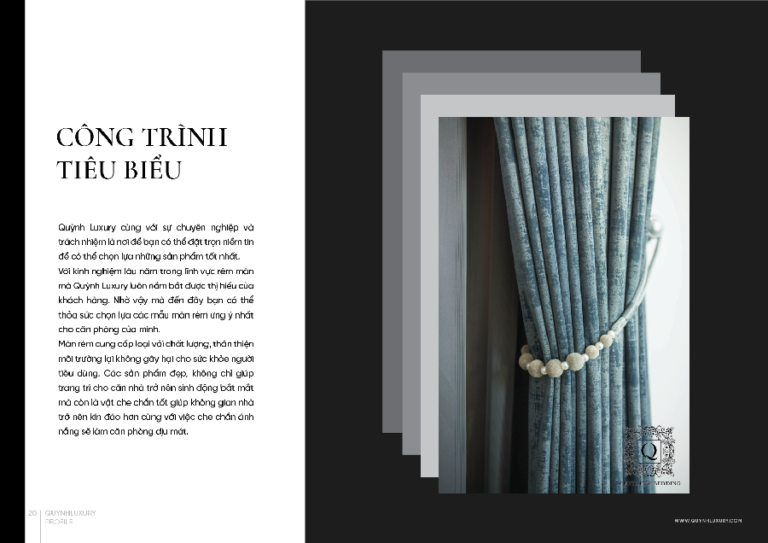 CÔNG TRÌNH
TIÊU BIỂU
Quỳnh Luxury cùng với sự chuyên nghiệp và
trách nhiệm là nơi để bạn có thể đặt trọn niềm tin
để có thể chọn lựa những sản phẩm tốt nhất.
Với kinh nghiệm lâu năm trong lĩnh vực rèm màn
mà Quỳnh Luxury luôn nắm bắt được thị hiếu của
khách hàng. Nhờ vậy mà đến đây bạn có thể
thỏa sức chọn lựa các mẫu màn rèm ưng ý nhất
cho căn phòng của mình.
Màn rèm cung cấp loại vải chất lượng, thân thiện
môi trường lại không gây hại cho sức khỏe người
tiêu dùng. Các sản phẩm đẹp, không chỉ giúp
trang trí cho căn nhà trở nên sinh động bắt mắt
mà còn là vật che chắn tốt giúp không gian nhà
trở nên kín đáo hơn cùng với việc che chắn ánh
nắng sẽ làm căn phòng dịu mát.
Q
BEDDING
20
QUYNHLUXURY
PROFILE
WWW.QUYNHLUXURY.COM